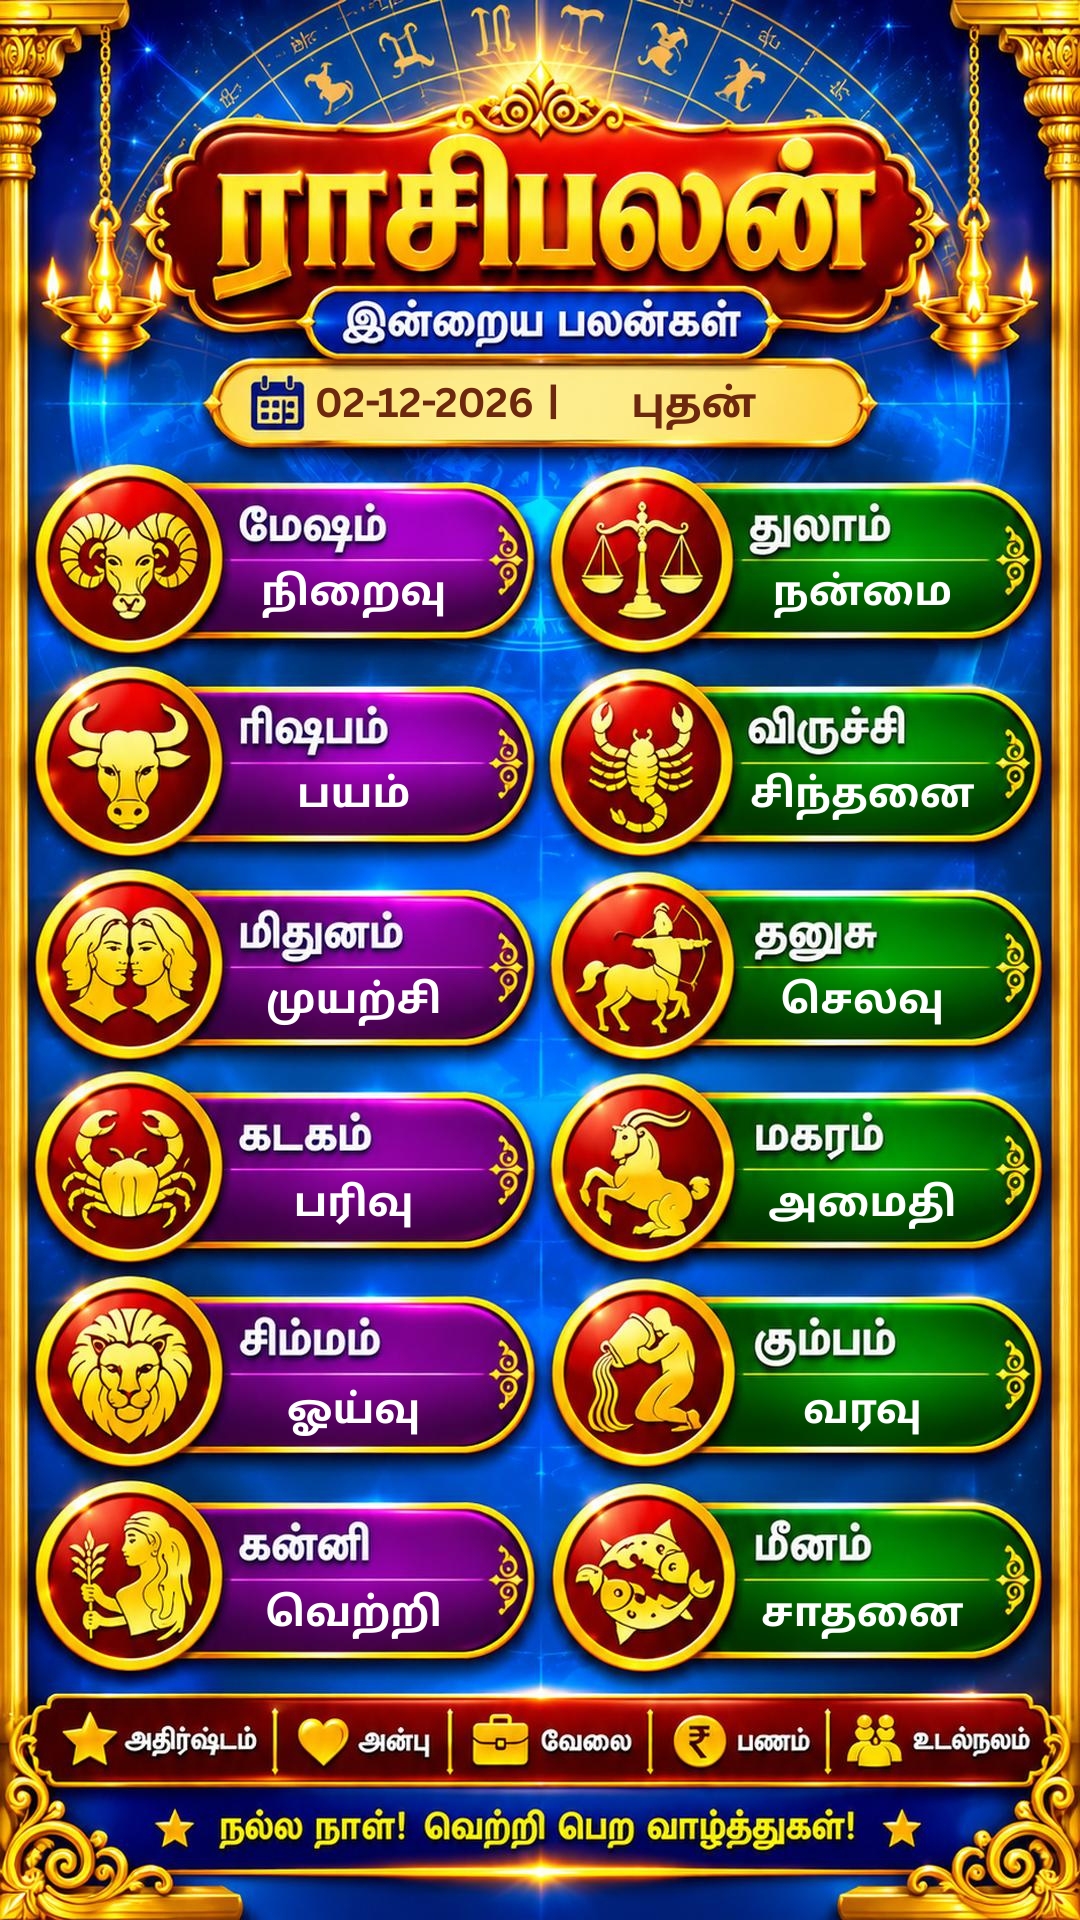 ராசிபலன்
இன்றைய பலன்கள்
02-12-2026 | புதன்
மேஷம்
நிறைவு
துலாம்
நன்மை
ரிஷபம்
பயம்
விருச்சி
சிந்தனை
மிதுனம்
முயற்சி
தனுசு
செலவு
கடகம்
பரிவு
மகரம்
அமைதி
சிம்மம்
ஓய்வு
கும்பம்
வரவு
கன்னி
வெற்றி
மீனம்
சாதனை
அதிர்ஷ்டம் அன்பு வேலை பணம் உடல்நலம்
நல்ல நாள்! வெற்றி பெற வாழ்த்துகள்!